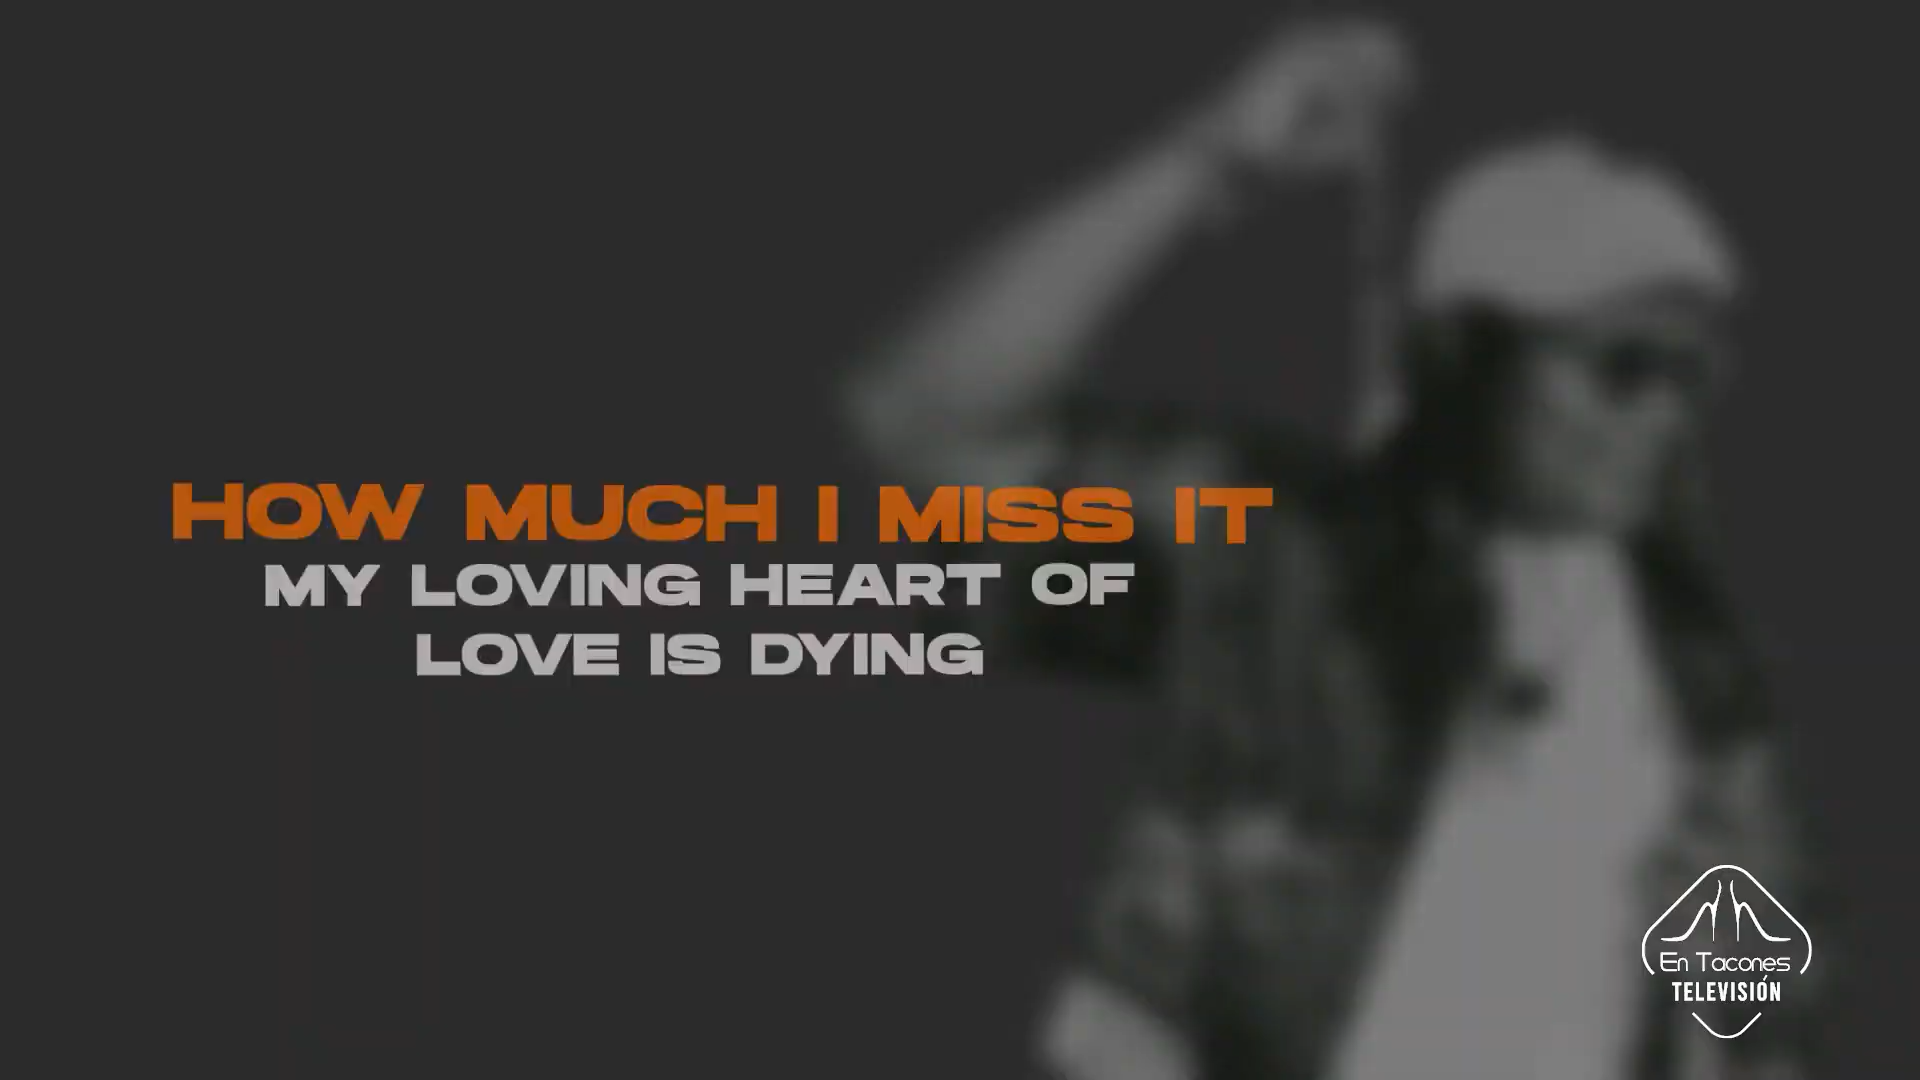 HOW MUCH I MISS IT
MY LOVING HEART OF
LOVE IS DYING
En Tacones
TELEVISIÓN